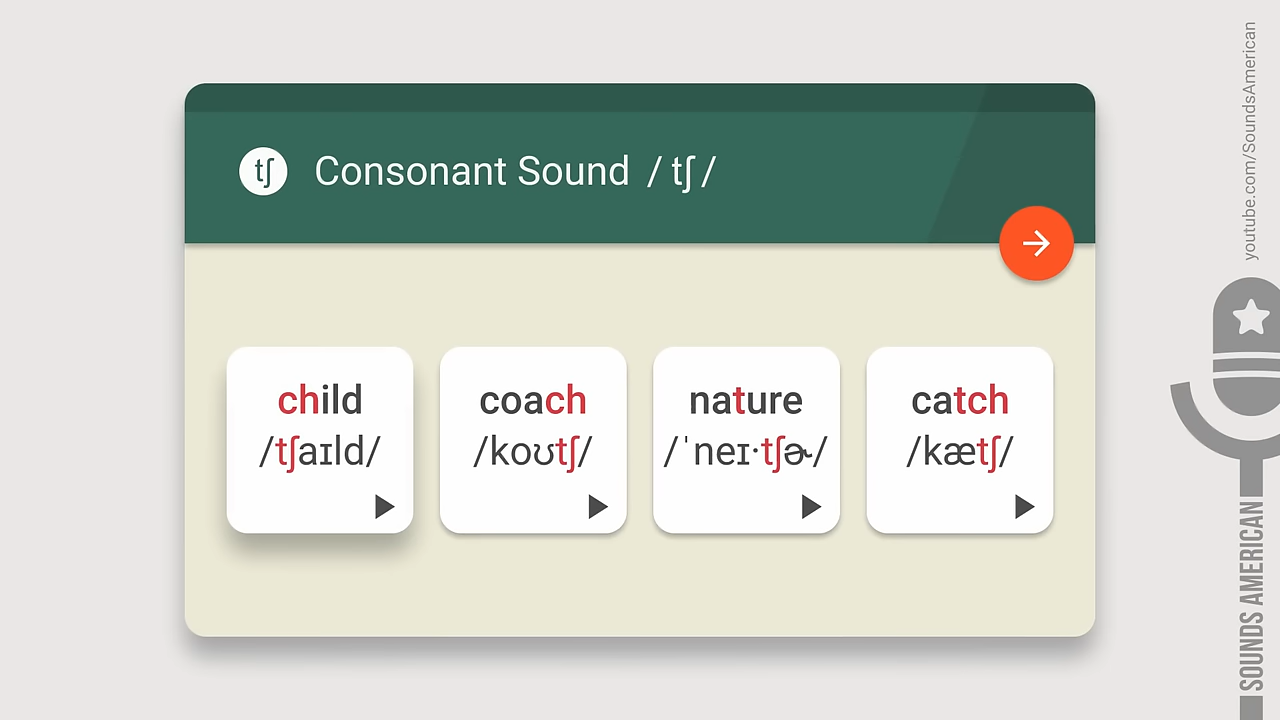 tʃ
Consonant Sound / tʃ /
child
/tʃaɪld/
coach
/koʊtʃ/
nature
/ˈneɪ·tʃɚ/
catch
/kætʃ/
youtube.com/SoundsAmerican
SOUNDS AMERICAN